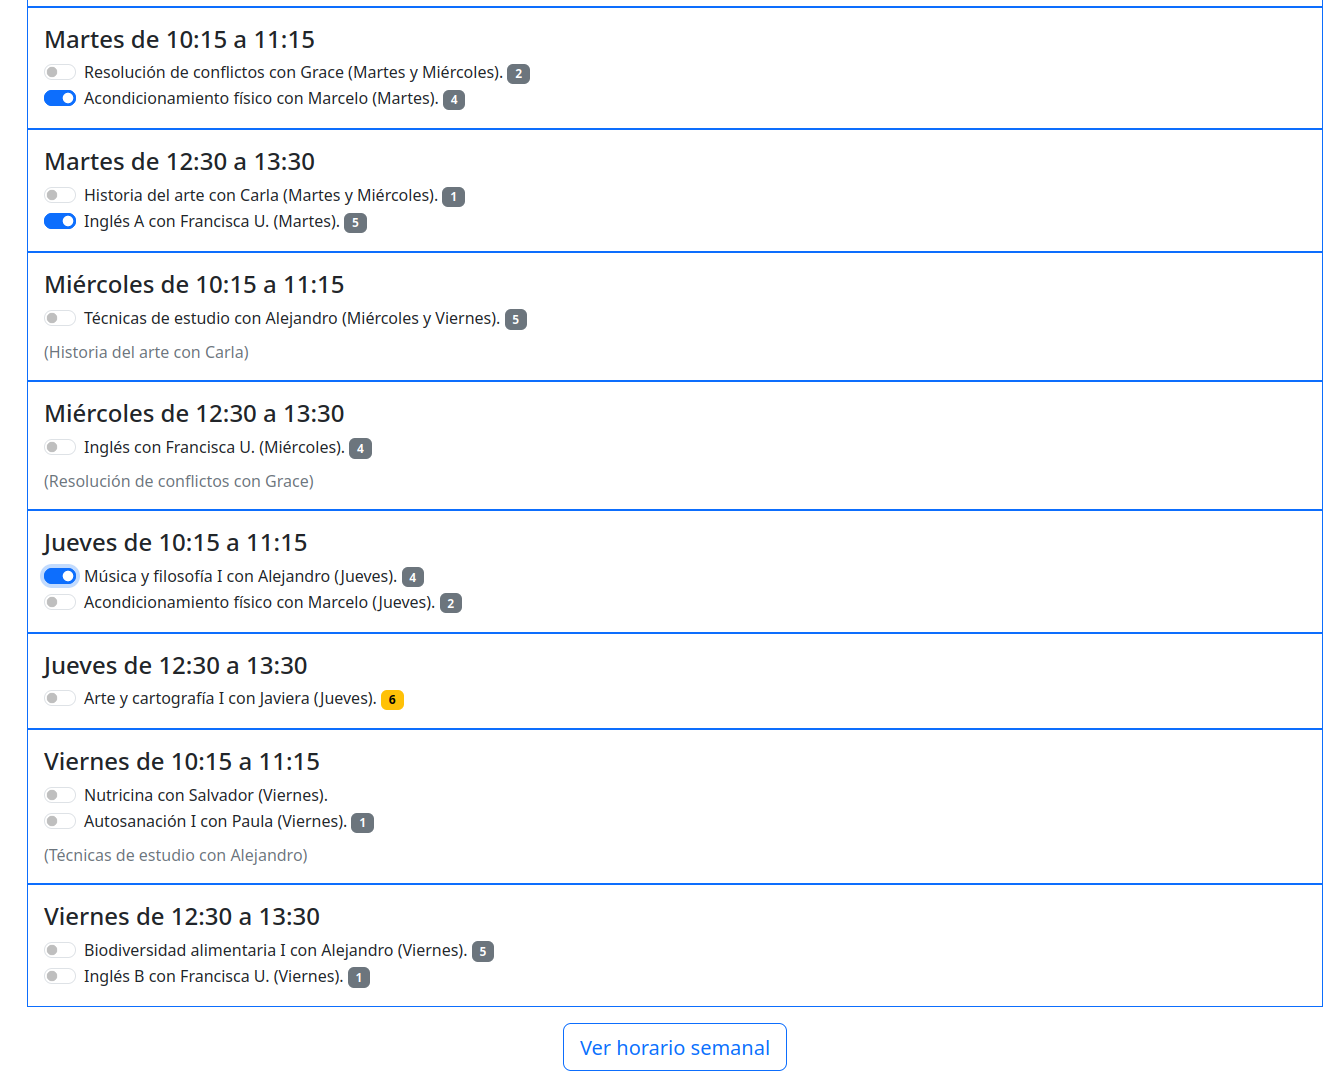 Martes de 10:15 a 11:15
Resolución de conflictos con Grace (Martes y Miércoles). 2
Acondicionamiento físico con Marcelo (Martes). 4
Martes de 12:30 a 13:30
Historia del arte con Carla (Martes y Miércoles). 1
Inglés A con Francisca U. (Martes). 5
Miércoles de 10:15 a 11:15
Técnicas de estudio con Alejandro (Miércoles y Viernes). 5
(Historia del arte con Carla)
Miércoles de 12:30 a 13:30
Inglés con Francisca U. (Miércoles). 4
(Resolución de conflictos con Grace)
Jueves de 10:15 a 11:15
Música y filosofía I con Alejandro (Jueves). 4
Acondicionamiento físico con Marcelo (Jueves). 2
Jueves de 12:30 a 13:30
Arte y cartografía I con Javiera (Jueves). 6
Viernes de 10:15 a 11:15
Nutricina con Salvador (Viernes).
Autosanación I con Paula (Viernes). 1
(Técnicas de estudio con Alejandro)
Viernes de 12:30 a 13:30
Biodiversidad alimentaria I con Alejandro (Viernes). 5
Inglés B con Francisca U. (Viernes). 1
Ver horario semanal